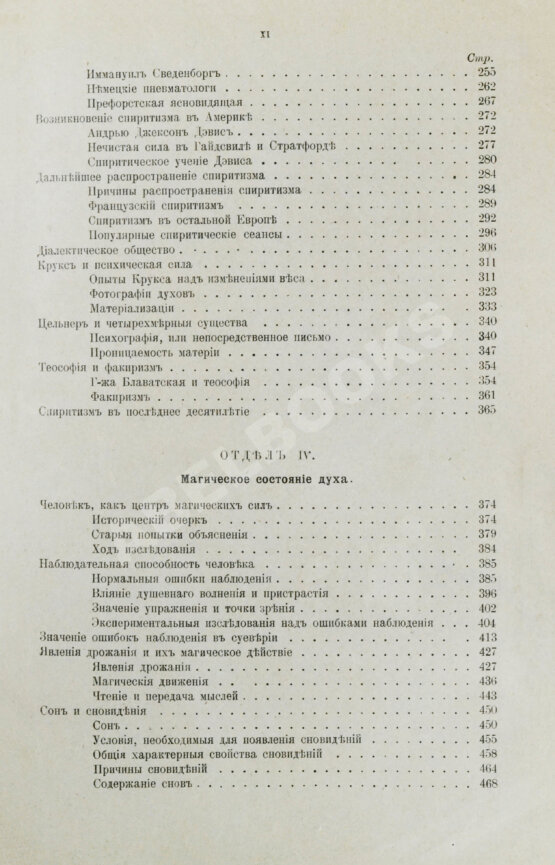 XI
Стр.
Иммануилъ Сведенборгъ . . . . . . . . . . . . . . . . 255
Нѣмецкіе пневматологи . . . . . . . . . . . . . . . . 262
Префорстская ясновидящая . . . . . . . . . . . . . . . 267
Возникновеніе спиритизма въ Америкѣ . . . . . . . . . . . 272
Андрью Джексонъ Дэвисъ . . . . . . . . . . . . . . . 272
Нечистая сила въ Гайдсвилѣ и Стратфордѣ . . . . . . . . . 277
Спиритическое ученіе Дэвиса . . . . . . . . . . . . . . 280
Дальнѣйшее распространеніе спиритизма . . . . . . . . . . 284
Причины распространенія спиритизма . . . . . . . . . . . 284
Французскій спиритизмъ . . . . . . . . . . . . . . . 289
Спиритизмъ въ остальной Европѣ . . . . . . . . . . . . 292
Популярные спиритическіе сеансы . . . . . . . . . . . . 296
Діалектическое общество . . . . . . . . . . . . . . . . 306
Круксъ и психическая сила . . . . . . . . . . . . . . . 311
Опыты Крукса надъ измѣненіями вѣса . . . . . . . . . . 311
Фотографіи духовъ . . . . . . . . . . . . . . . . . 323
Матеріализаціи . . . . . . . . . . . . . . . . . . 333
Цельнеръ и четырехмѣрныя существа . . . . . . . . . . . 340
Психографія, или непосредственное письмо . . . . . . . . . 340
Проницаемость матеріи . . . . . . . . . . . . . . . . 347
Теософія и факиризмъ . . . . . . . . . . . . . . . . . 354
Г-жа Блаватская и теософія . . . . . . . . . . . . . . 354
Факиризмъ . . . . . . . . . . . . . . . . . . . . 361
Спиритизмъ въ послѣднее десятилѣтіе . . . . . . . . . . . 365
ОТДѢЛЪ IV.
Магическое состояніе духа.
Человѣкъ, какъ центръ магическихъ силъ . . . . . . . . . . 374
Историческій очеркъ . . . . . . . . . . . . . . . . 374
Старыя попытки объясненія . . . . . . . . . . . . . . 379
Ходъ изслѣдованія . . . . . . . . . . . . . . . . . 384
Наблюдательная способность человѣка . . . . . . . . . . . 385
Нормальныя ошибки наблюденія . . . . . . . . . . . . . 385
Вліяніе душевнаго волненія и пристрастія . . . . . . . . . 396
Значеніе упражненія и точки зрѣнія . . . . . . . . . . . 402
Экспериментальныя изслѣдованія надъ ошибками наблюденія . . 404
Значеніе ошибокъ наблюденія въ суевѣріи . . . . . . . . . 413
Явленія дрожанія и ихъ магическое дѣйствіе . . . . . . . . 427
Явленія дрожанія . . . . . . . . . . . . . . . . . 427
Магическія движенія . . . . . . . . . . . . . . . . 436
Чтеніе и передача мыслей . . . . . . . . . . . . . . . 443
Сонъ и сновидѣнія . . . . . . . . . . . . . . . . . . 450
Сонъ . . . . . . . . . . . . . . . . . . . . . . 450
Условія, необходимыя для появленія сновидѣній . . . . . . . 455
Общія характерныя свойства сновидѣній . . . . . . . . . . 458
Причины сновидѣній . . . . . . . . . . . . . . . . 464
Содержаніе сновъ . . . . . . . . . . . . . . . . . 468